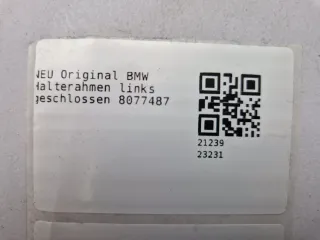 NEU Original BMW
Halterahmen links
geschlossen 8077487
21239
23231